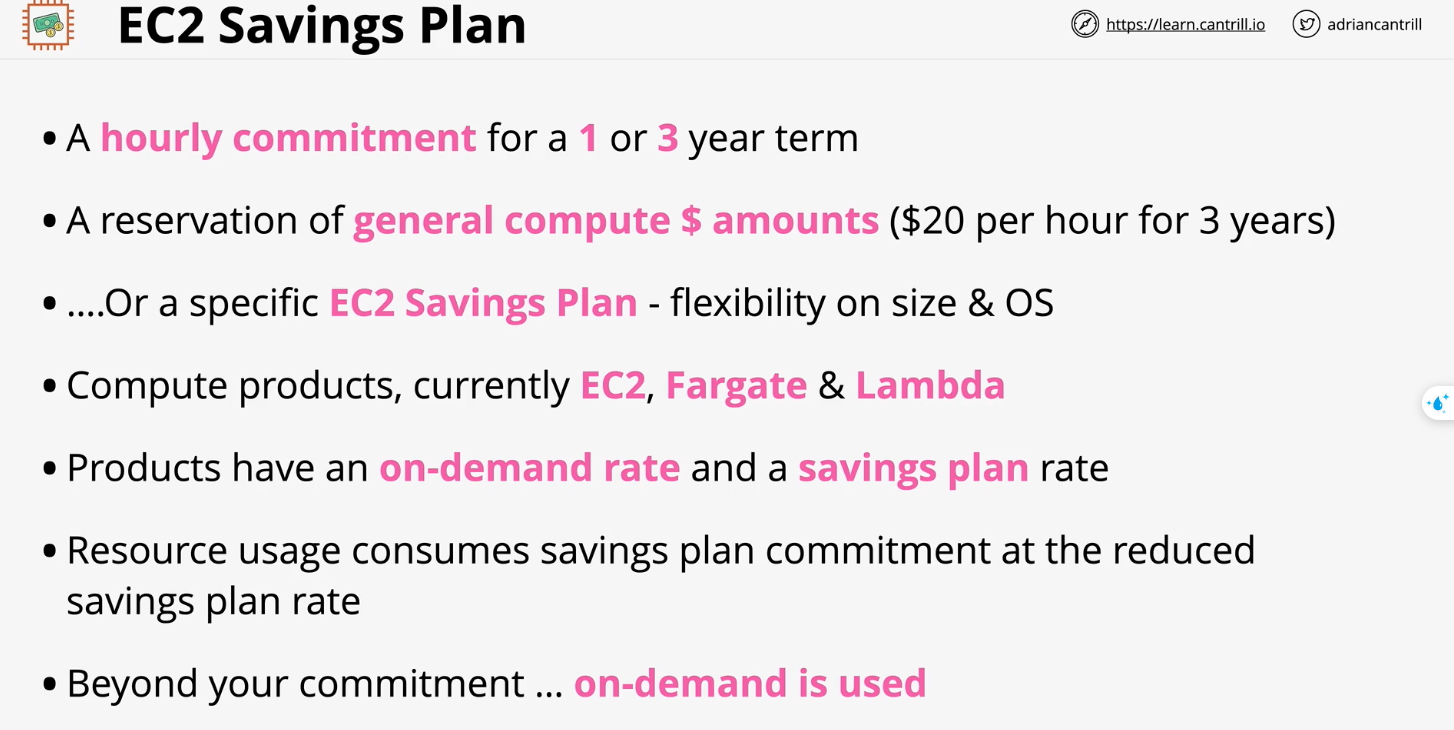 EC2 Savings Plan
https://learn.cantrill.io
adriancantrill
• A hourly commitment for a 1 or 3 year term
• A reservation of general compute $ amounts ($20 per hour for 3 years)
• ....Or a specific EC2 Savings Plan - flexibility on size & OS
• Compute products, currently EC2, Fargate & Lambda
• Products have an on-demand rate and a savings plan rate
• Resource usage consumes savings plan commitment at the reduced
savings plan rate
• Beyond your commitment ... on-demand is used